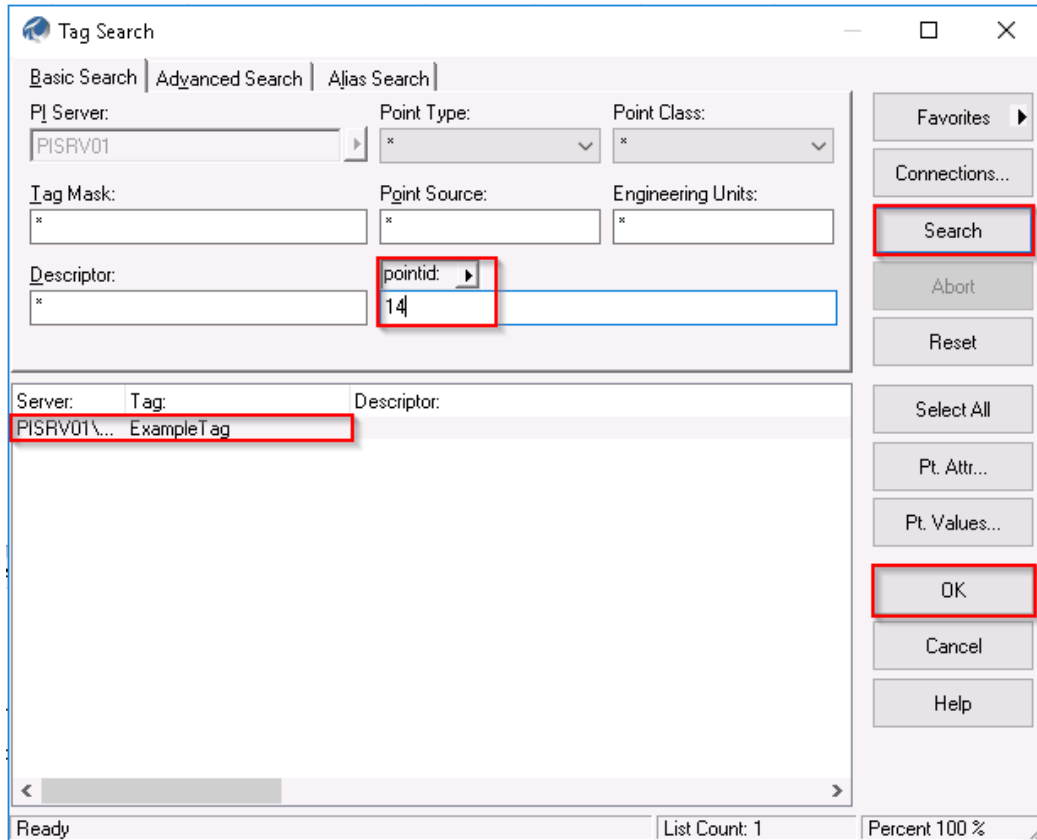 Tag Search
Basic Search Advanced Search Alias Search
PI Server: Point Type: Point Class:
PISRV01 * *
Tag Mask: Point Source: Engineering Units:
* * *
Descriptor: pointid:
* 14
Favorites
Connections...
Search
Abort
Reset
Server: Tag: Descriptor:
PISRV01\... ExampleTag
Select All
Pt. Attr...
Pt. Values...
OK
Cancel
Help
Ready List Count: 1 Percent 100 %